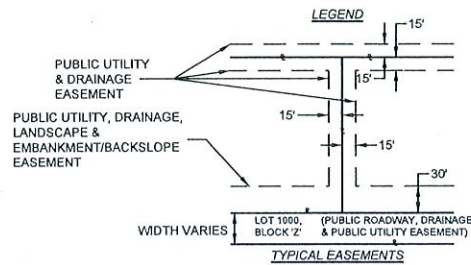 LEGEND
15'
PUBLIC UTILITY
& DRAINAGE
EASEMENT
15'
PUBLIC UTILITY, DRAINAGE,
LANDSCAPE &
EMBANKMENT/BACKSLOPE
EASEMENT
15'
15'
30'
WIDTH VARIES
LOT 1000, (PUBLIC ROADWAY, DRAINAGE
BLOCK 'Z' & PUBLIC UTILITY EASEMENT)
TYPICAL EASEMENTS